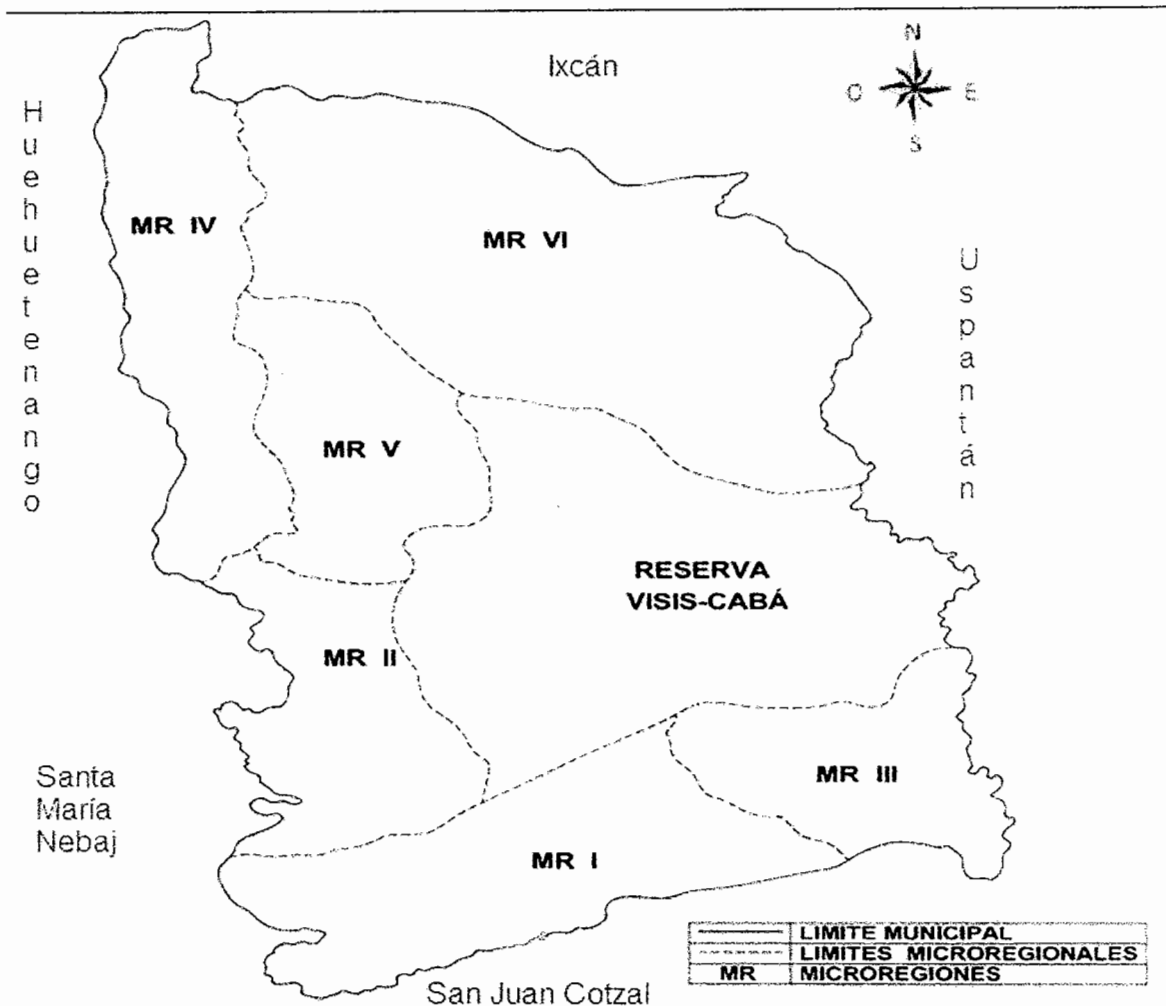 Ixcán
N
O
E
S
Huehuetenango
MR IV
MR VI
Uspantán
MR V
RESERVA
VISIS-CABÁ
MR II
Santa
María
Nebaj
MR III
MR I
LIMITE MUNICIPAL
LIMITES MICROREGIONALES
MR MICROREGIONES
San Juan Cotzal